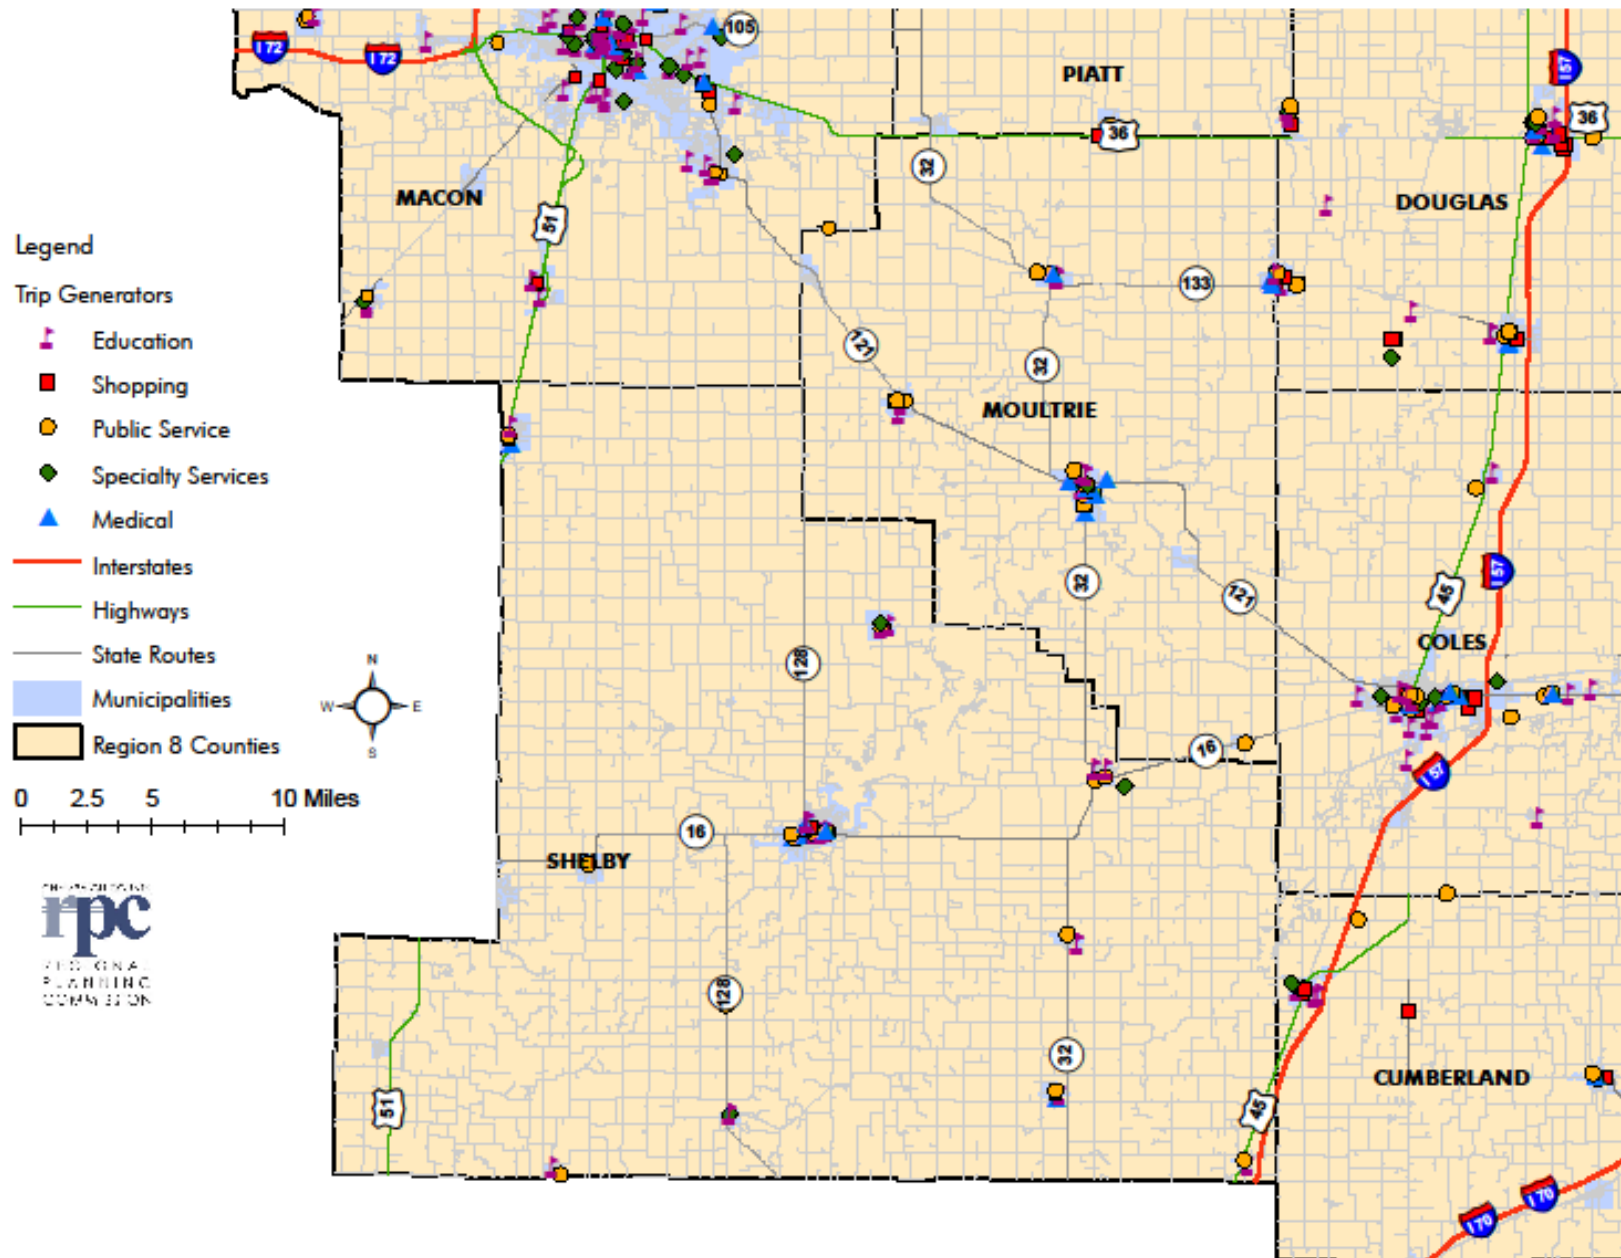 105
I 72
I 72
I 57
PIATT
36
36
32
MACON
DOUGLAS
51
Legend
133
Trip Generators
Education
121
32
Shopping
MOULTRIE
Public Service
Specialty Services
Medical
Interstates
I 57
32
45
121
Highways
COLES
State Routes
128
N
Municipalities
W
E
Region 8 Counties
S
16
I 57
0 2.5 5 10 Miles
16
SHELBY
rpc
REGIONAL
PLANNING
COMMISSION
128
32
CUMBERLAND
51
45
I 70
I 70